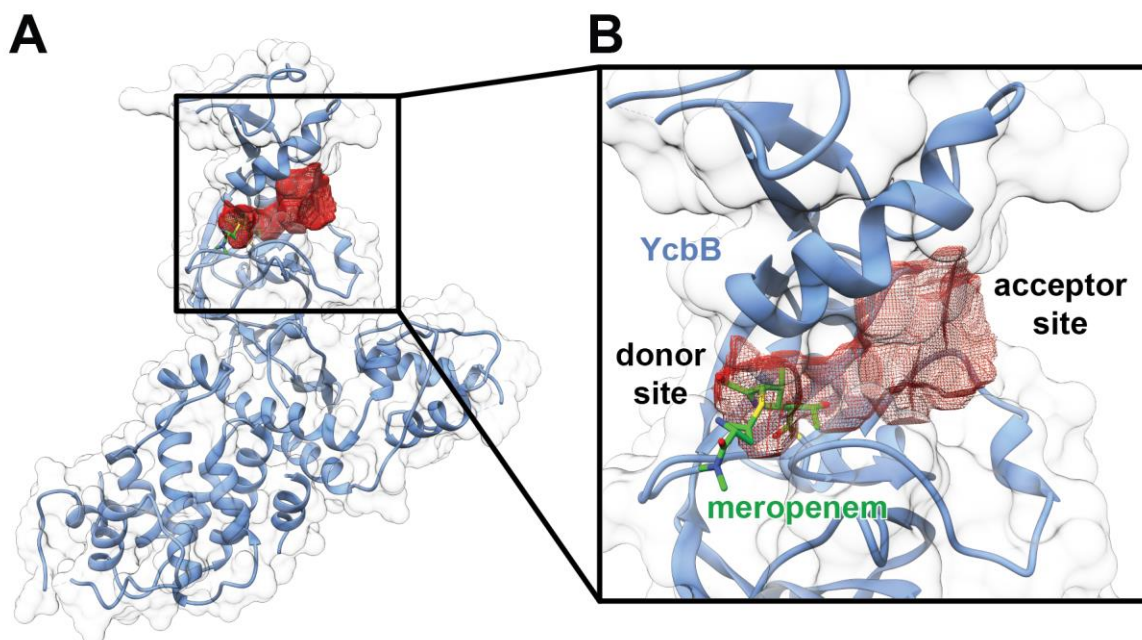 A
B
YcbB
acceptor
site
donor
site
meropenem